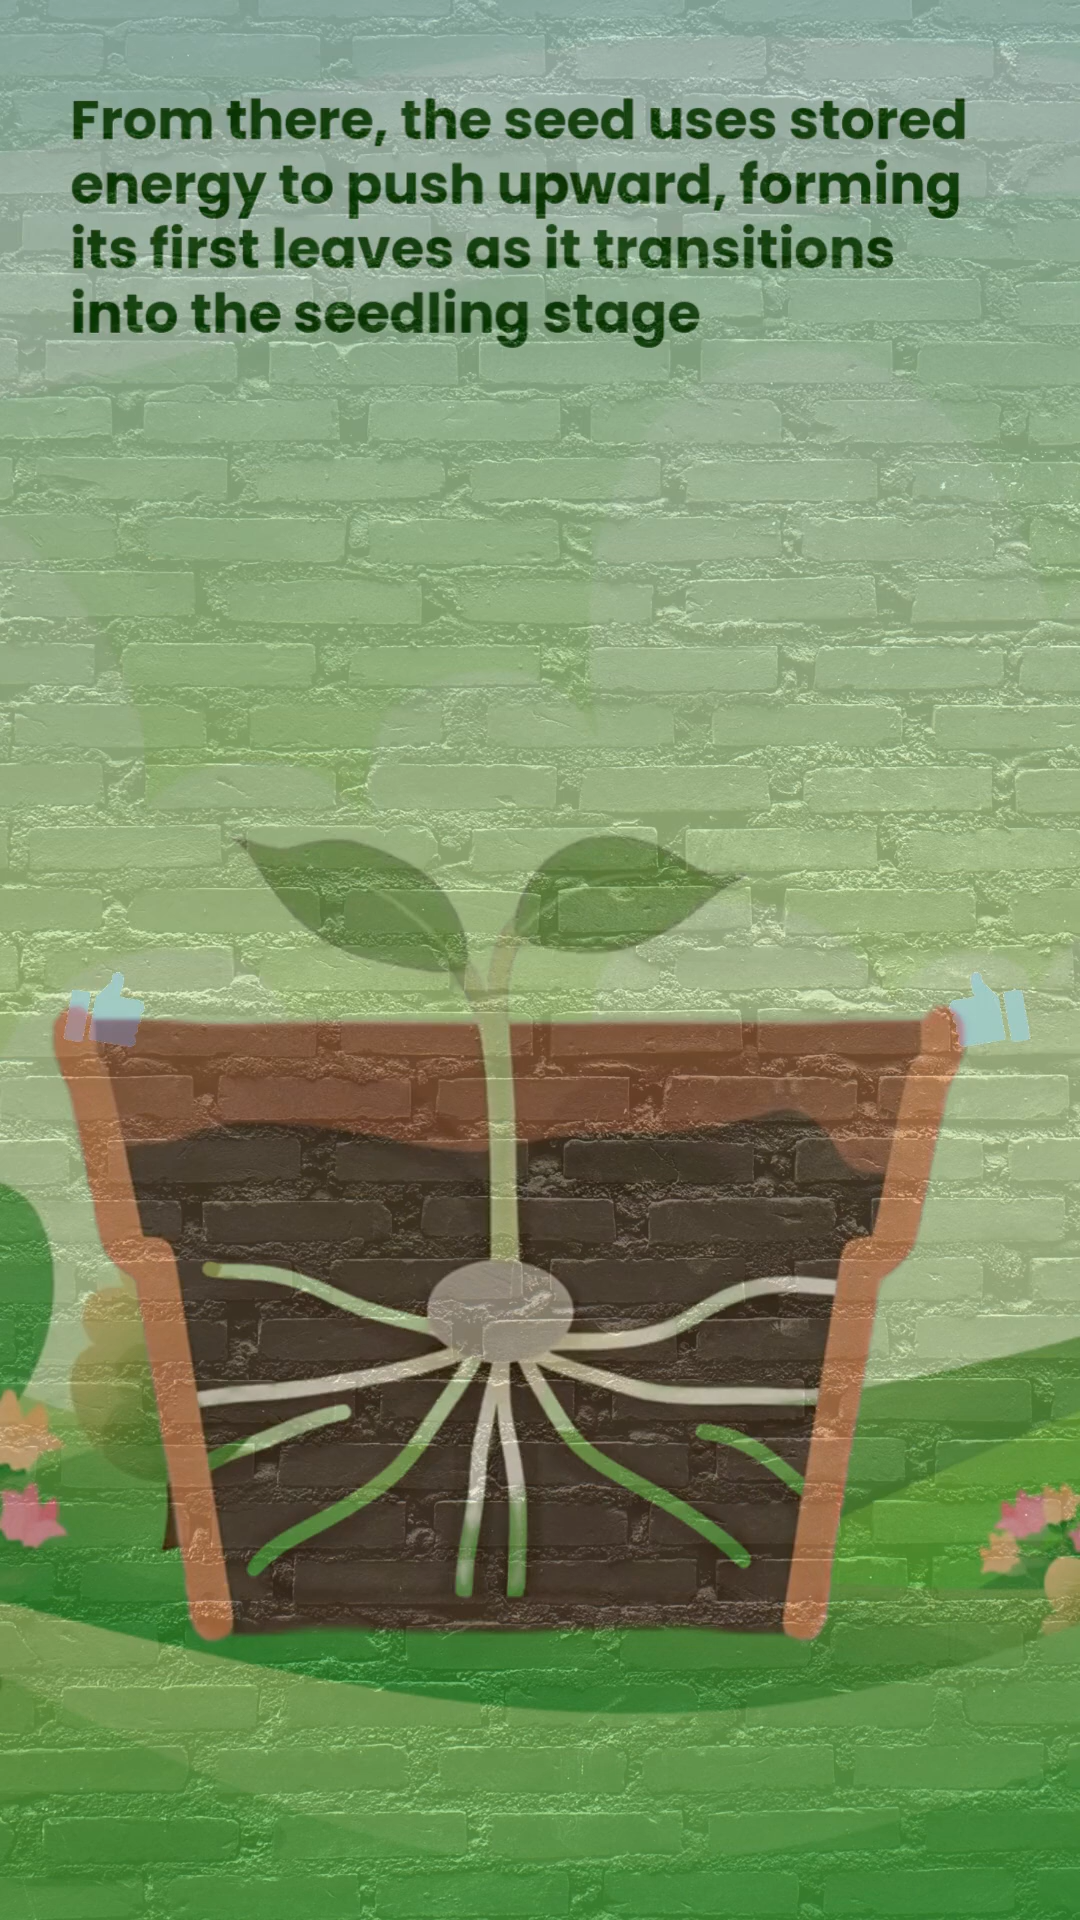 From there, the seed uses stored
energy to push upward, forming
its first leaves as it transitions
into the seedling stage